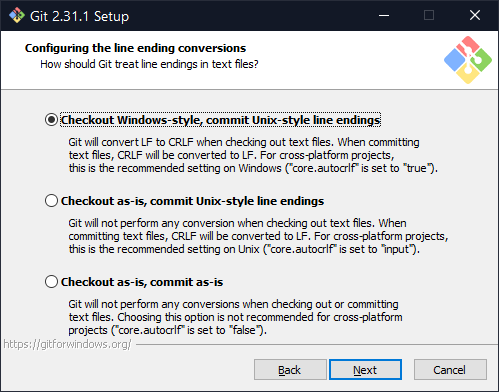 Git 2.31.1 Setup
Configuring the line ending conversions
How should Git treat line endings in text files?
Checkout Windows-style, commit Unix-style line endings
Git will convert LF to CRLF when checking out text files. When committing
text files, CRLF will be converted to LF. For cross-platform projects,
this is the recommended setting on Windows ("core.autocrlf" is set to "true").
Checkout as-is, commit Unix-style line endings
Git will not perform any conversion when checking out text files. When
committing text files, CRLF will be converted to LF. For cross-platform projects,
this is the recommended setting on Unix ("core.autocrlf" is set to "input").
Checkout as-is, commit as-is
Git will not perform any conversions when checking out or committing
text files. Choosing this option is not recommended for cross-platform
projects ("core.autocrlf" is set to "false").
https://gitforwindows.org/
Back
Next
Cancel